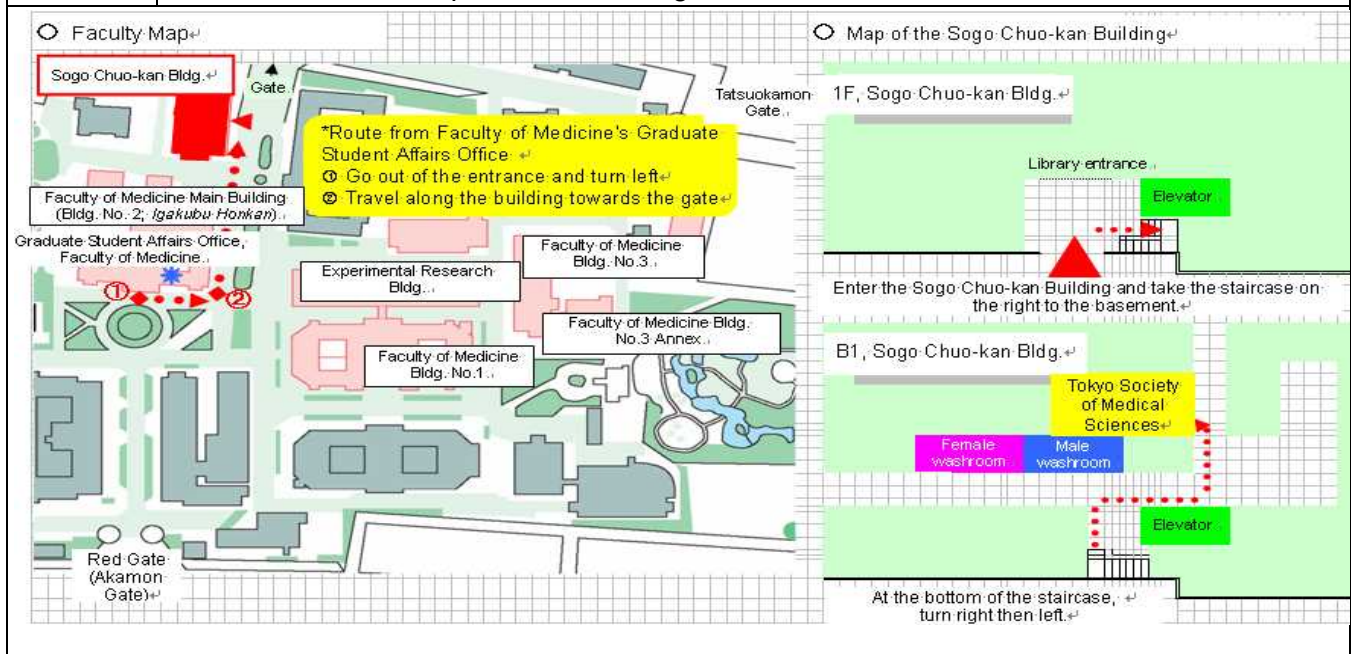 ○ Faculty Map↵
Sogo Chuo-kan Bldg.↵
Gate
Tatsuokamon
Gate
*Route from Faculty of Medicine's Graduate
Student Affairs Office ↵
① Go out of the entrance and turn left↵
② Travel along the building towards the gate↵
Faculty of Medicine Main Building
(Bldg. No. 2; Igakubu Honkan)
Graduate Student Affairs Office,
Faculty of Medicine
①
②
Experimental Research
Bldg.
Faculty of Medicine
Bldg. No.3
Faculty of Medicine Bldg.
No.3 Annex
Faculty of Medicine
Bldg. No.1
Red Gate
(Akamon
Gate)↵
○ Map of the Sogo Chuo-kan Building↵
1F, Sogo Chuo-kan Bldg.↵
Library entrance
Elevator
Enter the Sogo Chuo-kan Building and take the staircase on
the right to the basement.↵
B1, Sogo Chuo-kan Bldg.↵
Tokyo Society
of Medical
Sciences↵
Female
washroom
Male
washroom
Elevator
At the bottom of the staircase, ↵
turn right then left.↵